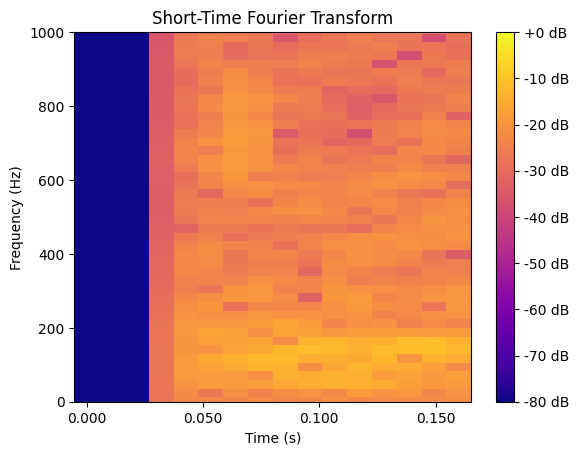 Short-Time Fourier Transform
1000
800
600
400
200
0
Frequency (Hz)
0.000
0.050
0.100
0.150
Time (s)
+0 dB
-10 dB
-20 dB
-30 dB
-40 dB
-50 dB
-60 dB
-70 dB
-80 dB